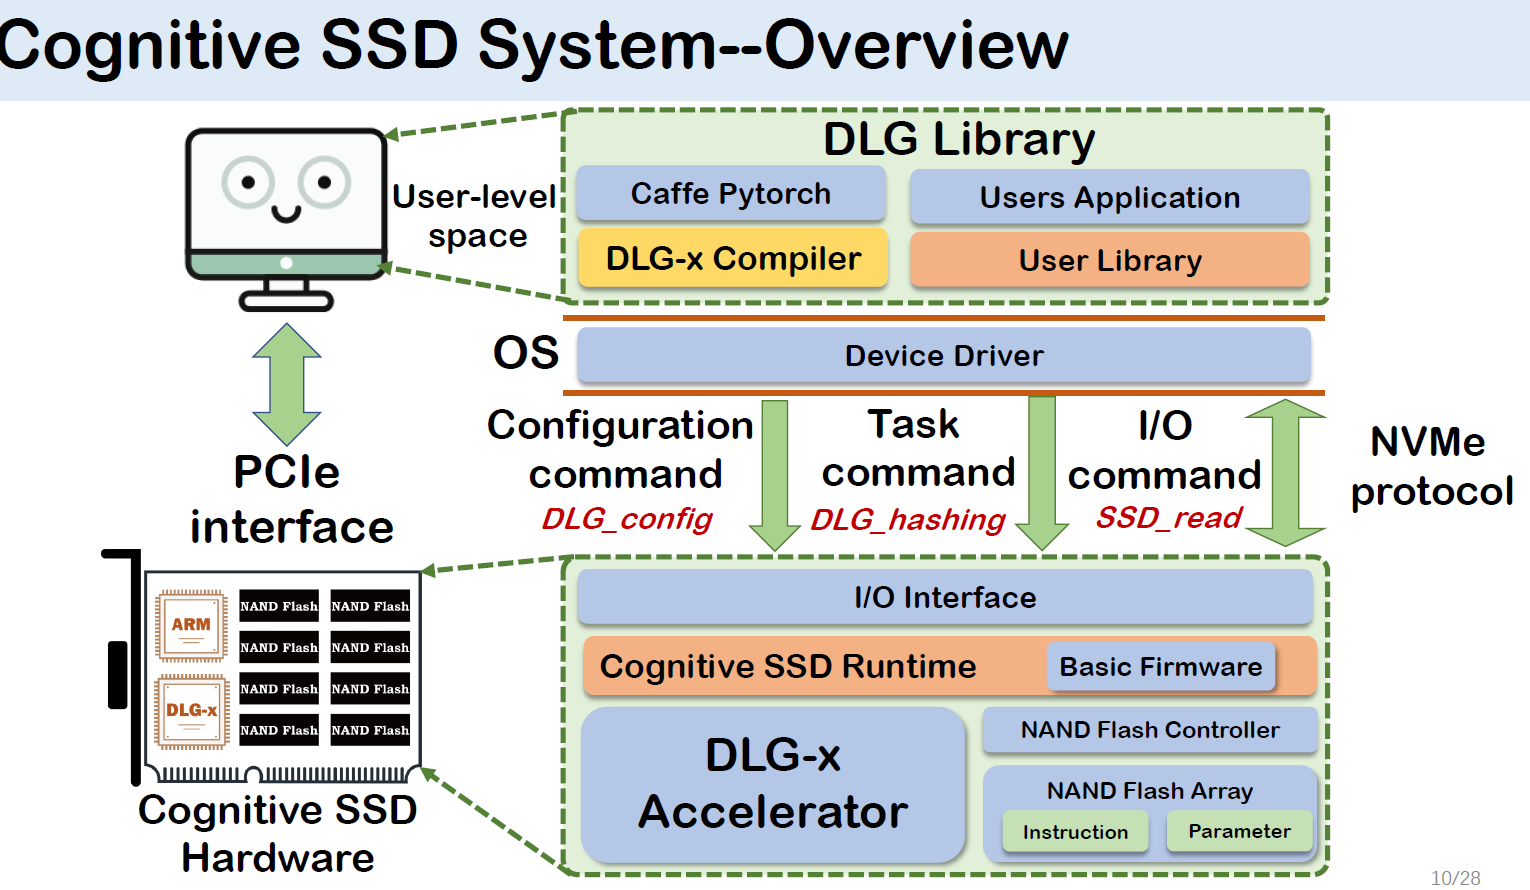 Cognitive SSD System--Overview
DLG Library
Caffe Pytorch
Users Application
User-level
space
DLG-x Compiler
User Library
OS
Device Driver
Configuration
command
DLG_config
Task
command
DLG_hashing
I/O
command
SSD_read
NVMe
protocol
PCIe
interface
I/O Interface
Cognitive SSD Runtime
Basic Firmware
DLG-x
Accelerator
NAND Flash Controller
NAND Flash Array
Instruction
Parameter
ARM
DLG-x
NAND Flash NAND Flash
NAND Flash NAND Flash
NAND Flash NAND Flash
NAND Flash NAND Flash
Cognitive SSD
Hardware
10/28